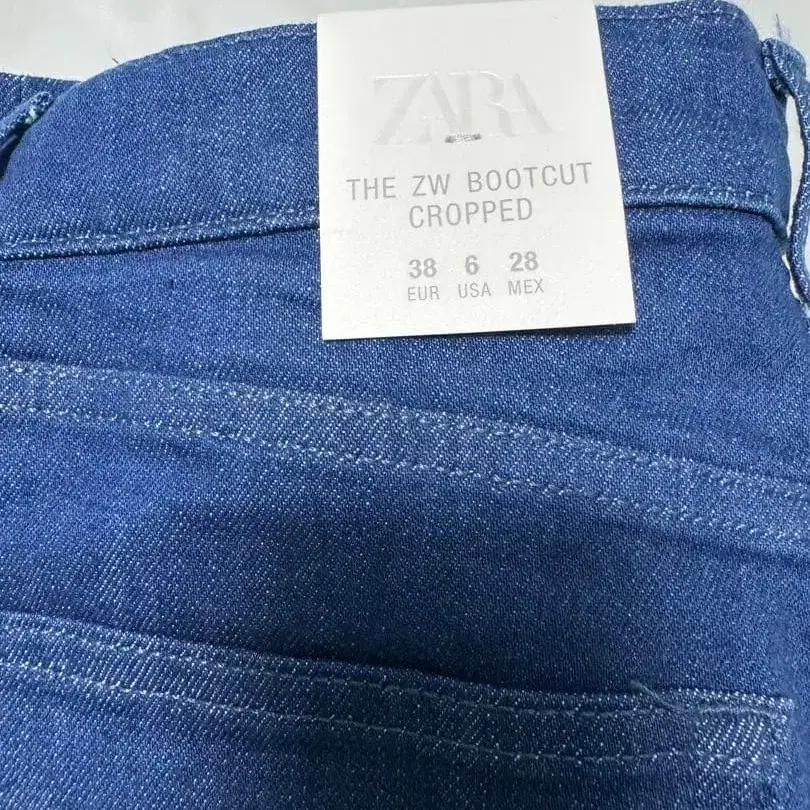 ZARA
THE ZW BOOTCUT
CROPPED
38 6 28
EUR USA MEX